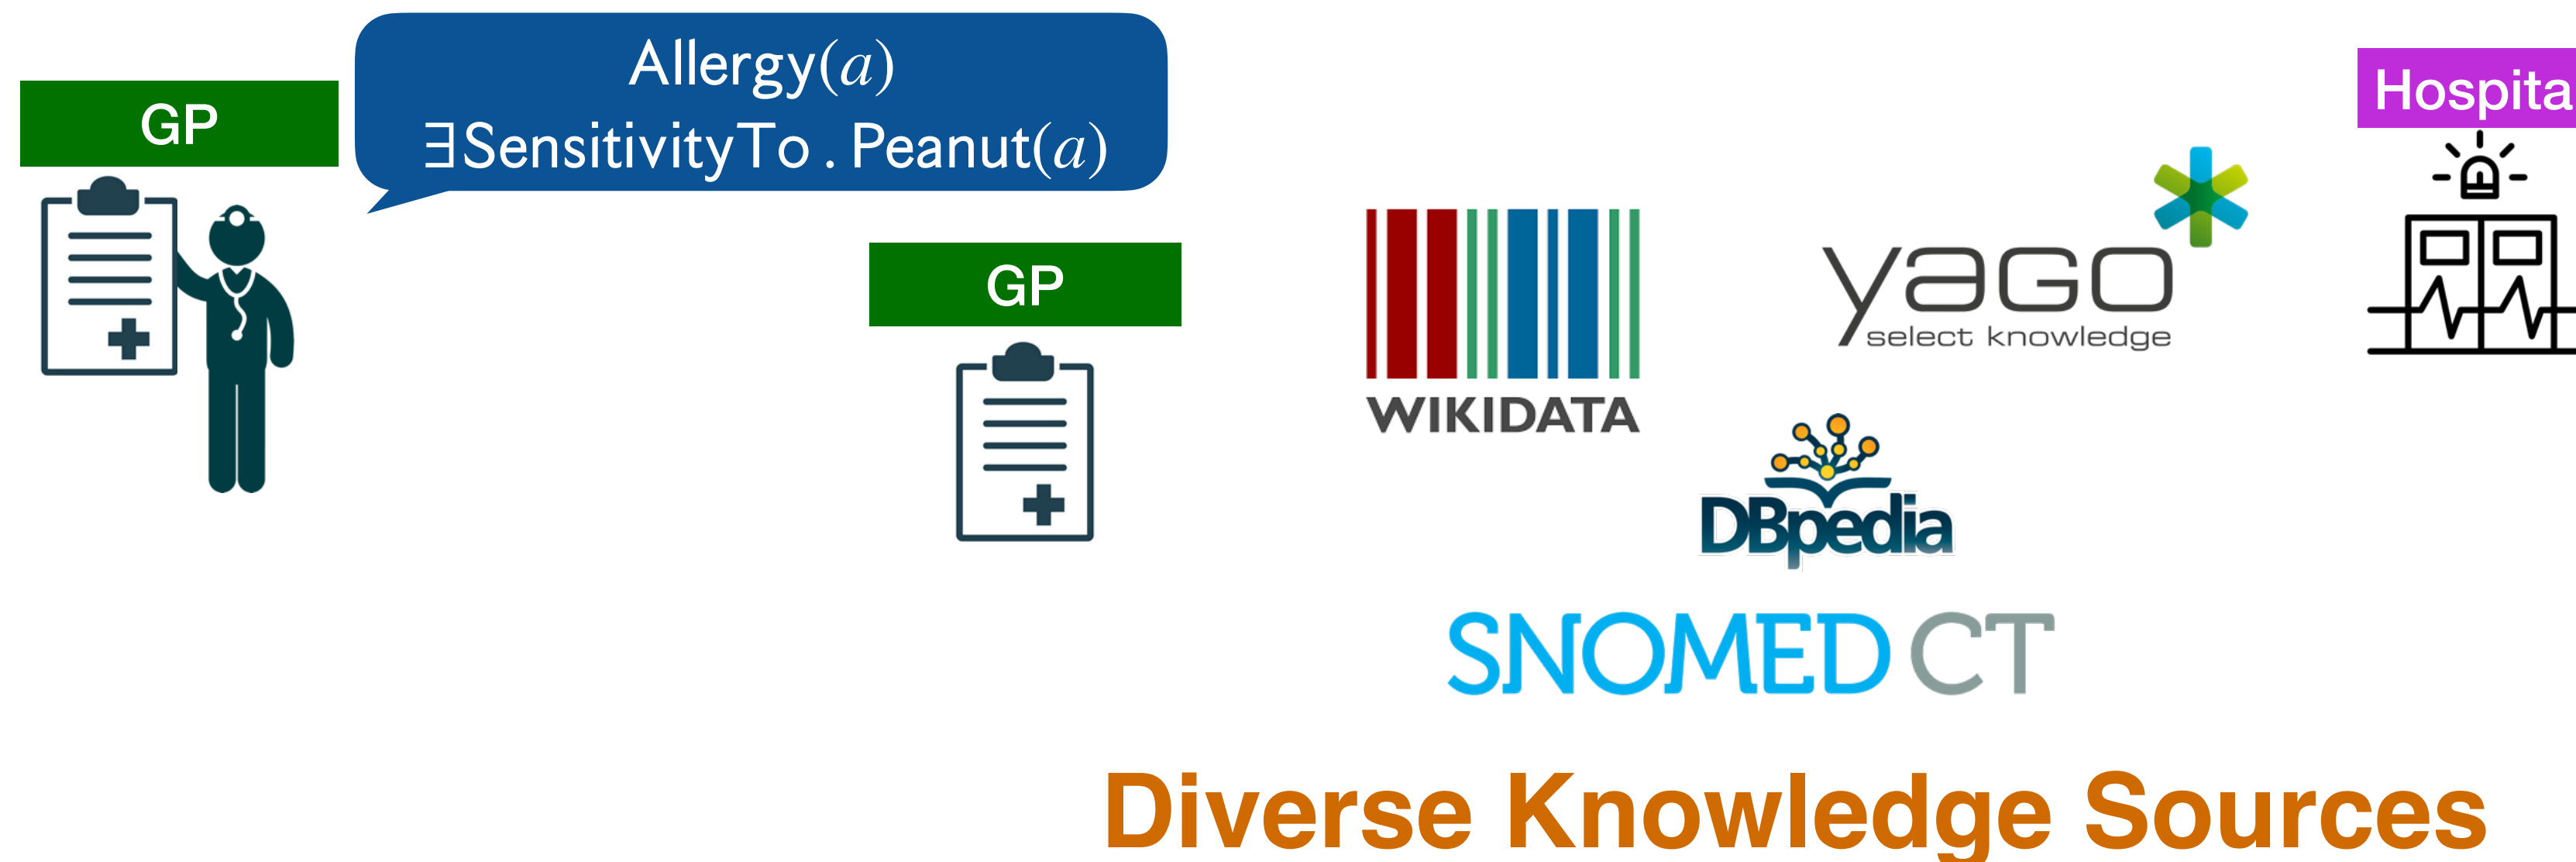 GP
Allergy(a)
∃SensitivityTo . Peanut(a)
GP
WIKIDATA
yago
select knowledge
Hospita
DBpedia
SNOMED CT
Diverse Knowledge Sources